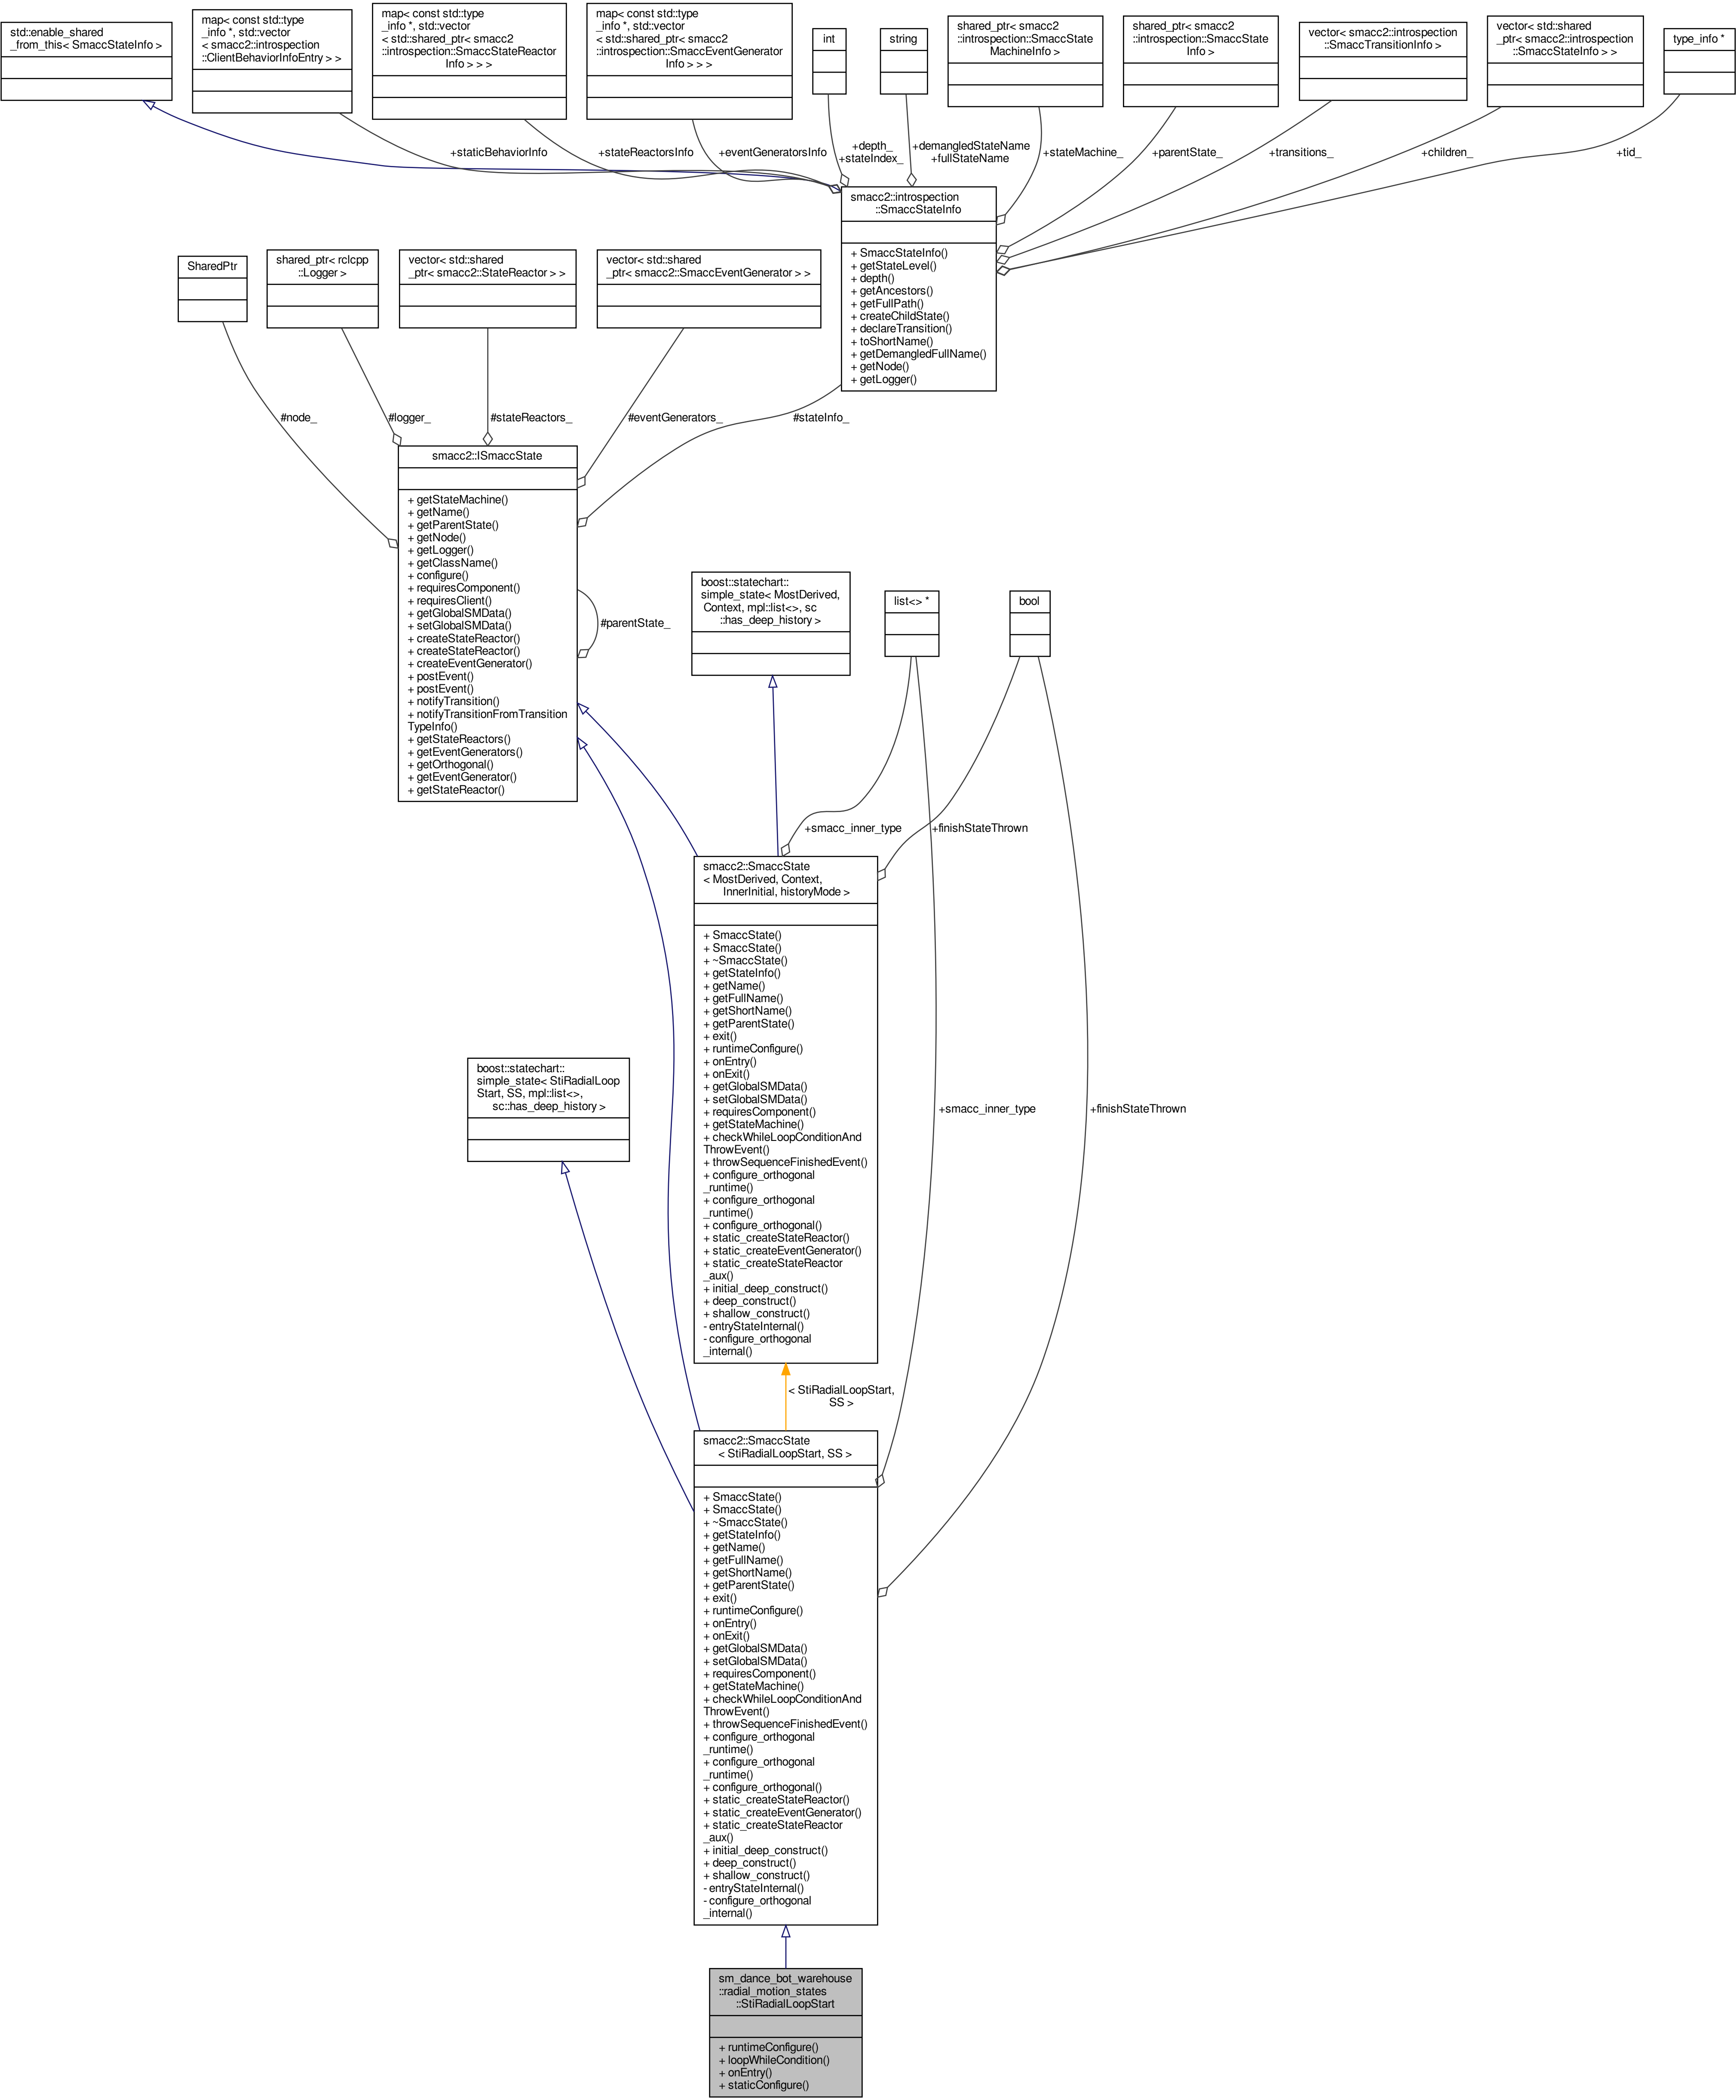 std::enable_shared
_from_this< SmaccStateInfo >
map< const std::type
_info *, std::vector
< smacc2::introspection
::ClientBehaviorInfoEntry > >
map< const std::type
_info *, std::vector
< std::shared_ptr< smacc2
::introspection::SmaccStateReactor
Info > > >
map< const std::type
_info *, std::vector
< std::shared_ptr< smacc2
::introspection::SmaccEventGenerator
Info > > >
int
string
shared_ptr< smacc2
::introspection::SmaccState
MachineInfo >
shared_ptr< smacc2
::introspection::SmaccState
Info >
vector< smacc2::introspection
::SmaccTransitionInfo >
vector< std::shared
_ptr< smacc2::introspection
::SmaccStateInfo > >
type_info *
+staticBehaviorInfo
+stateReactorsInfo
+eventGeneratorsInfo
+depth_
+stateIndex_
+demangledStateName
+fullStateName
+stateMachine_
+parentState_
+transitions_
+children_
+tid_
smacc2::introspection
::SmaccStateInfo
+ SmaccStateInfo()
+ getStateLevel()
+ depth()
+ getAncestors()
+ getFullPath()
+ createChildState()
+ declareTransition()
+ toShortName()
+ getDemangledFullName()
+ getNode()
+ getLogger()
SharedPtr
shared_ptr< rclcpp
::Logger >
vector< std::shared
_ptr< smacc2::StateReactor > >
vector< std::shared
_ptr< smacc2::SmaccEventGenerator > >
#node_
#logger_
#stateReactors_
#eventGenerators_
#stateInfo_
smacc2::ISmaccState
+ getStateMachine()
+ getName()
+ getParentState()
+ getNode()
+ getLogger()
+ getClassName()
+ configure()
+ requiresComponent()
+ requiresClient()
+ getGlobalSMData()
+ setGlobalSMData()
+ createStateReactor()
+ createStateReactor()
+ createEventGenerator()
+ postEvent()
+ postEvent()
+ notifyTransition()
+ notifyTransitionFromTransition
TypeInfo()
+ getStateReactors()
+ getEventGenerators()
+ getOrthogonal()
+ getEventGenerator()
+ getStateReactor()
#parentState_
boost::statechart::
simple_state< MostDerived,
Context, mpl::list<>, sc
::has_deep_history >
list<> *
bool
+smacc_inner_type
+finishStateThrown
smacc2::SmaccState
< MostDerived, Context,
InnerInitial, historyMode >
+ SmaccState()
+ SmaccState()
+ ~SmaccState()
+ getStateInfo()
+ getName()
+ getFullName()
+ getShortName()
+ getParentState()
+ exit()
+ runtimeConfigure()
+ onEntry()
+ onExit()
+ getGlobalSMData()
+ setGlobalSMData()
+ requiresComponent()
+ getStateMachine()
+ checkWhileLoopConditionAnd
ThrowEvent()
+ throwSequenceFinishedEvent()
+ configure_orthogonal
_runtime()
+ configure_orthogonal
_runtime()
+ configure_orthogonal()
+ static_createStateReactor()
+ static_createEventGenerator()
+ static_createStateReactor
_aux()
+ initial_deep_construct()
+ deep_construct()
+ shallow_construct()
- entryStateInternal()
- configure_orthogonal
_internal()
boost::statechart::
simple_state< StiRadialLoop
Start, SS, mpl::list<>,
sc::has_deep_history >
+smacc_inner_type
+finishStateThrown
< StiRadialLoopStart,
SS >
smacc2::SmaccState
< StiRadialLoopStart, SS >
+ SmaccState()
+ SmaccState()
+ ~SmaccState()
+ getStateInfo()
+ getName()
+ getFullName()
+ getShortName()
+ getParentState()
+ exit()
+ runtimeConfigure()
+ onEntry()
+ onExit()
+ getGlobalSMData()
+ setGlobalSMData()
+ requiresComponent()
+ getStateMachine()
+ checkWhileLoopConditionAnd
ThrowEvent()
+ throwSequenceFinishedEvent()
+ configure_orthogonal
_runtime()
+ configure_orthogonal
_runtime()
+ configure_orthogonal()
+ static_createStateReactor()
+ static_createEventGenerator()
+ static_createStateReactor
_aux()
+ initial_deep_construct()
+ deep_construct()
+ shallow_construct()
- entryStateInternal()
- configure_orthogonal
_internal()
sm_dance_bot_warehouse
::radial_motion_states
::StiRadialLoopStart
+ runtimeConfigure()
+ loopWhileCondition()
+ onEntry()
+ staticConfigure()